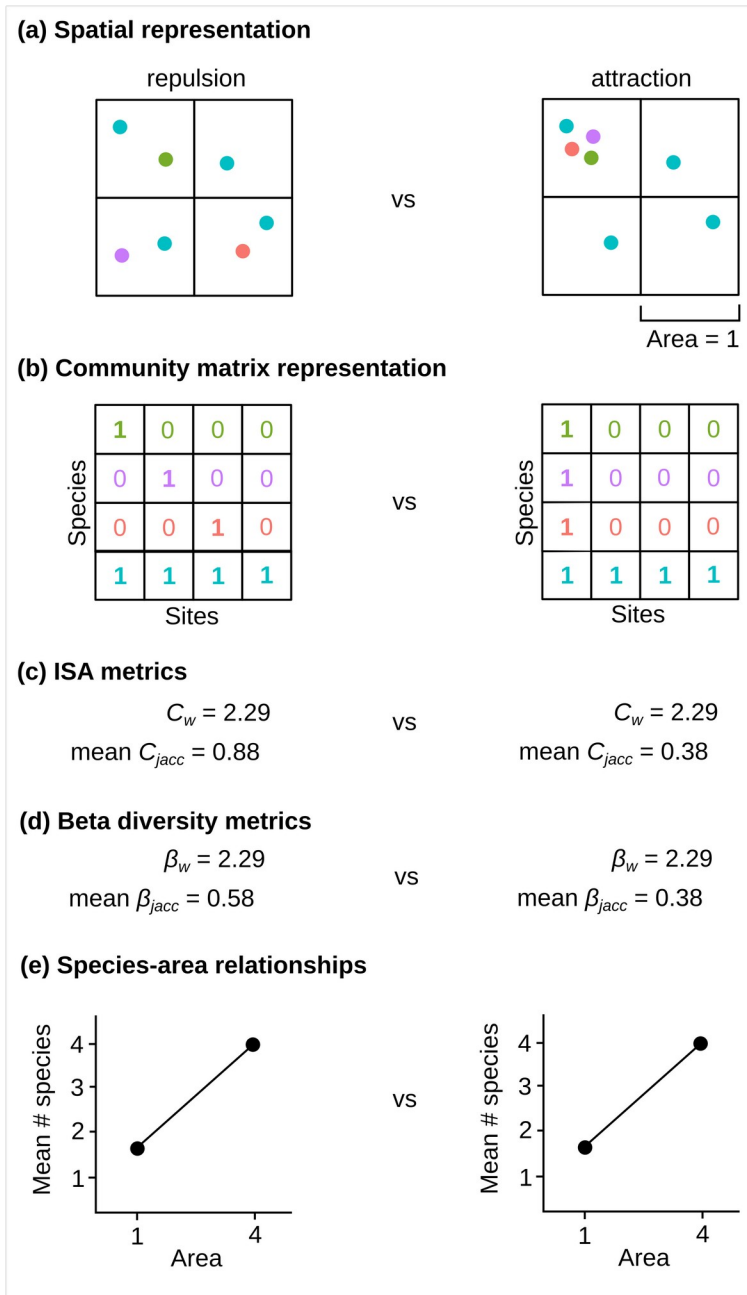 (a) Spatial representation
repulsion
vs
attraction
Area = 1
(b) Community matrix representation
Species
1 0 0 0
0 1 0 0
0 0 1 0
1 1 1 1
Sites
vs
Species
1 0 0 0
1 0 0 0
1 0 0 0
1 1 1 1
Sites
(c) ISA metrics
Cw = 2.29
mean Cjacc = 0.88
vs
Cw = 2.29
mean Cjacc = 0.38
(d) Beta diversity metrics
βw = 2.29
mean βjacc = 0.58
vs
βw = 2.29
mean βjacc = 0.38
(e) Species-area relationships
Mean # species
4
3
2
1
1 4
Area
vs
Mean # species
4
3
2
1
1 4
Area